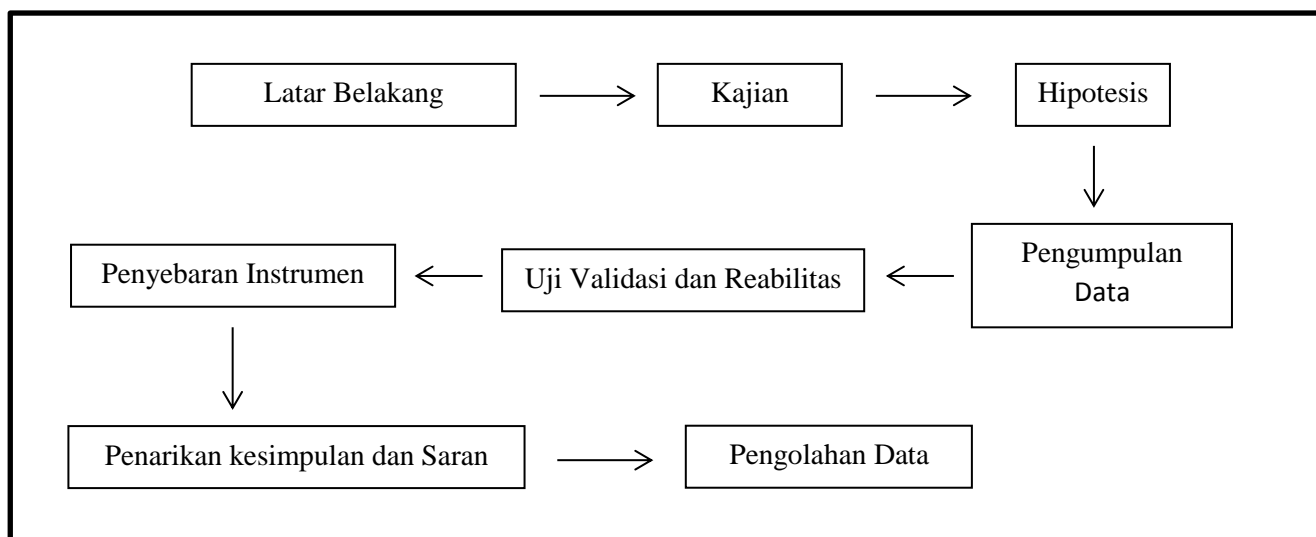 Latar Belakang
Kajian
Hipotesis
Pengumpulan
Data
Uji Validasi dan Reabilitas
Penyebaran Instrumen
Penarikan kesimpulan dan Saran
Pengolahan Data